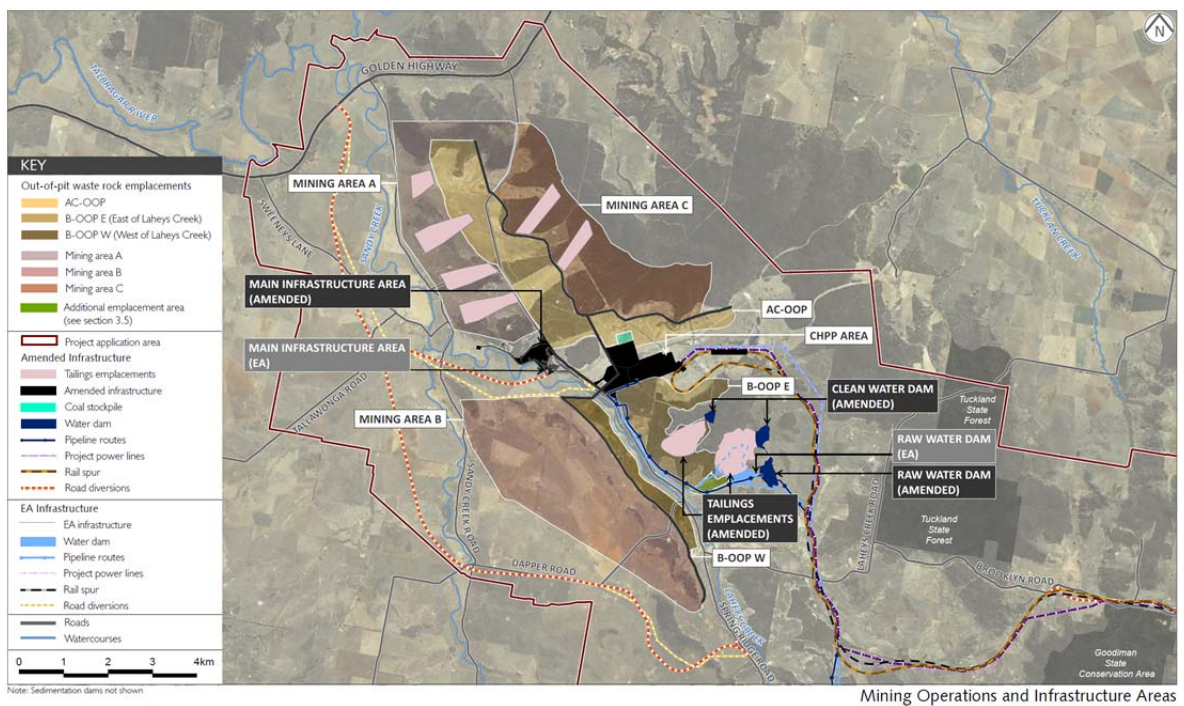 N
GOLDEN HIGHWAY
TALBRAGAR RIVER
KEY
Out-of-pit waste rock emplacements
AC-OOP
B-OOP E (East of Laheys Creek)
B-OOP W (West of Laheys Creek)
Mining area A
Mining area B
Mining area C
Additional emplacement area
(see section 3.5)
Project application area
Amended Infrastructure
Tailings emplacements
Amended infrastructure
Coal stockpile
Water dam
Pipeline routes
Project power lines
Rail spur
Road diversions
EA Infrastructure
EA infrastructure
Water dam
Pipeline routes
Project power lines
Rail spur
Road diversions
Roads
Watercourses
0 1 2 3 4km
Note: Sedimentation dams not shown
MINING AREA A
MINING AREA C
SWEENEYS LANE
SANDY CREEK
TUCKLAN CREEK
MAIN INFRASTRUCTURE AREA
(AMENDED)
AC-OOP
CHPP AREA
MAIN INFRASTRUCTURE AREA
(EA)
B-OOP E
CLEAN WATER DAM
(AMENDED)
Tuckland
State
Forest
TALLAWONGA ROAD
MINING AREA B
RAW WATER DAM
(EA)
RAW WATER DAM
(AMENDED)
TAILINGS
EMPLACEMENTS
(AMENDED)
SANDY CREEK ROAD
LAHEYS CREEK ROAD
Tuckland
State
Forest
B-OOP W
DAPPER ROAD
BROOKLYN ROAD
LAHEYS CREEK
SPRING RIDGE ROAD
Goodiman
State
Conservation Area
Mining Operations and Infrastructure Areas